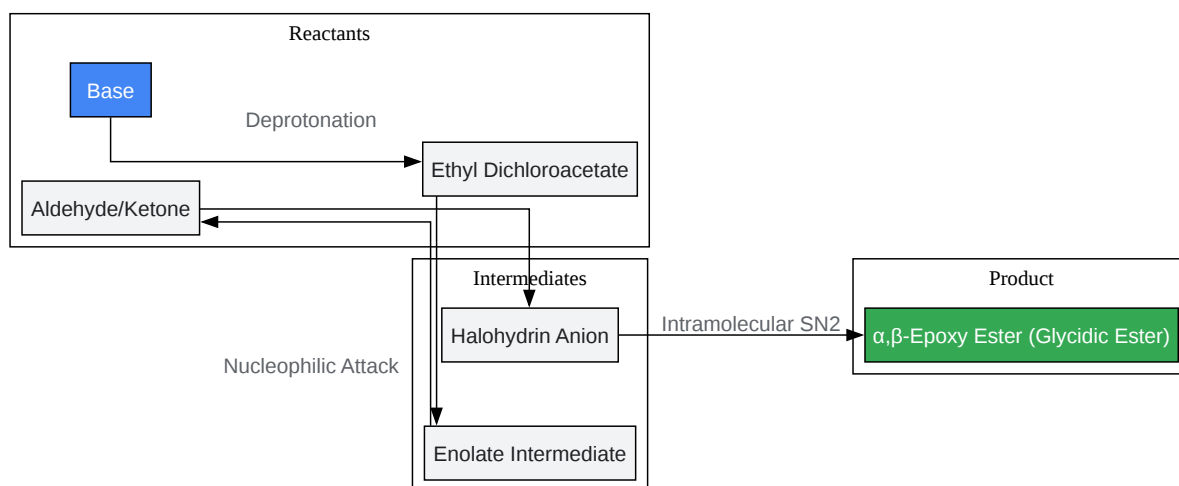 Reactants
Base
Deprotonation
Ethyl Dichloroacetate
Aldehyde/Ketone
Intermediates
Halohydrin Anion
Nucleophilic Attack
Enolate Intermediate
Intramolecular SN2
Product
α,β-Epoxy Ester (Glycidic Ester)